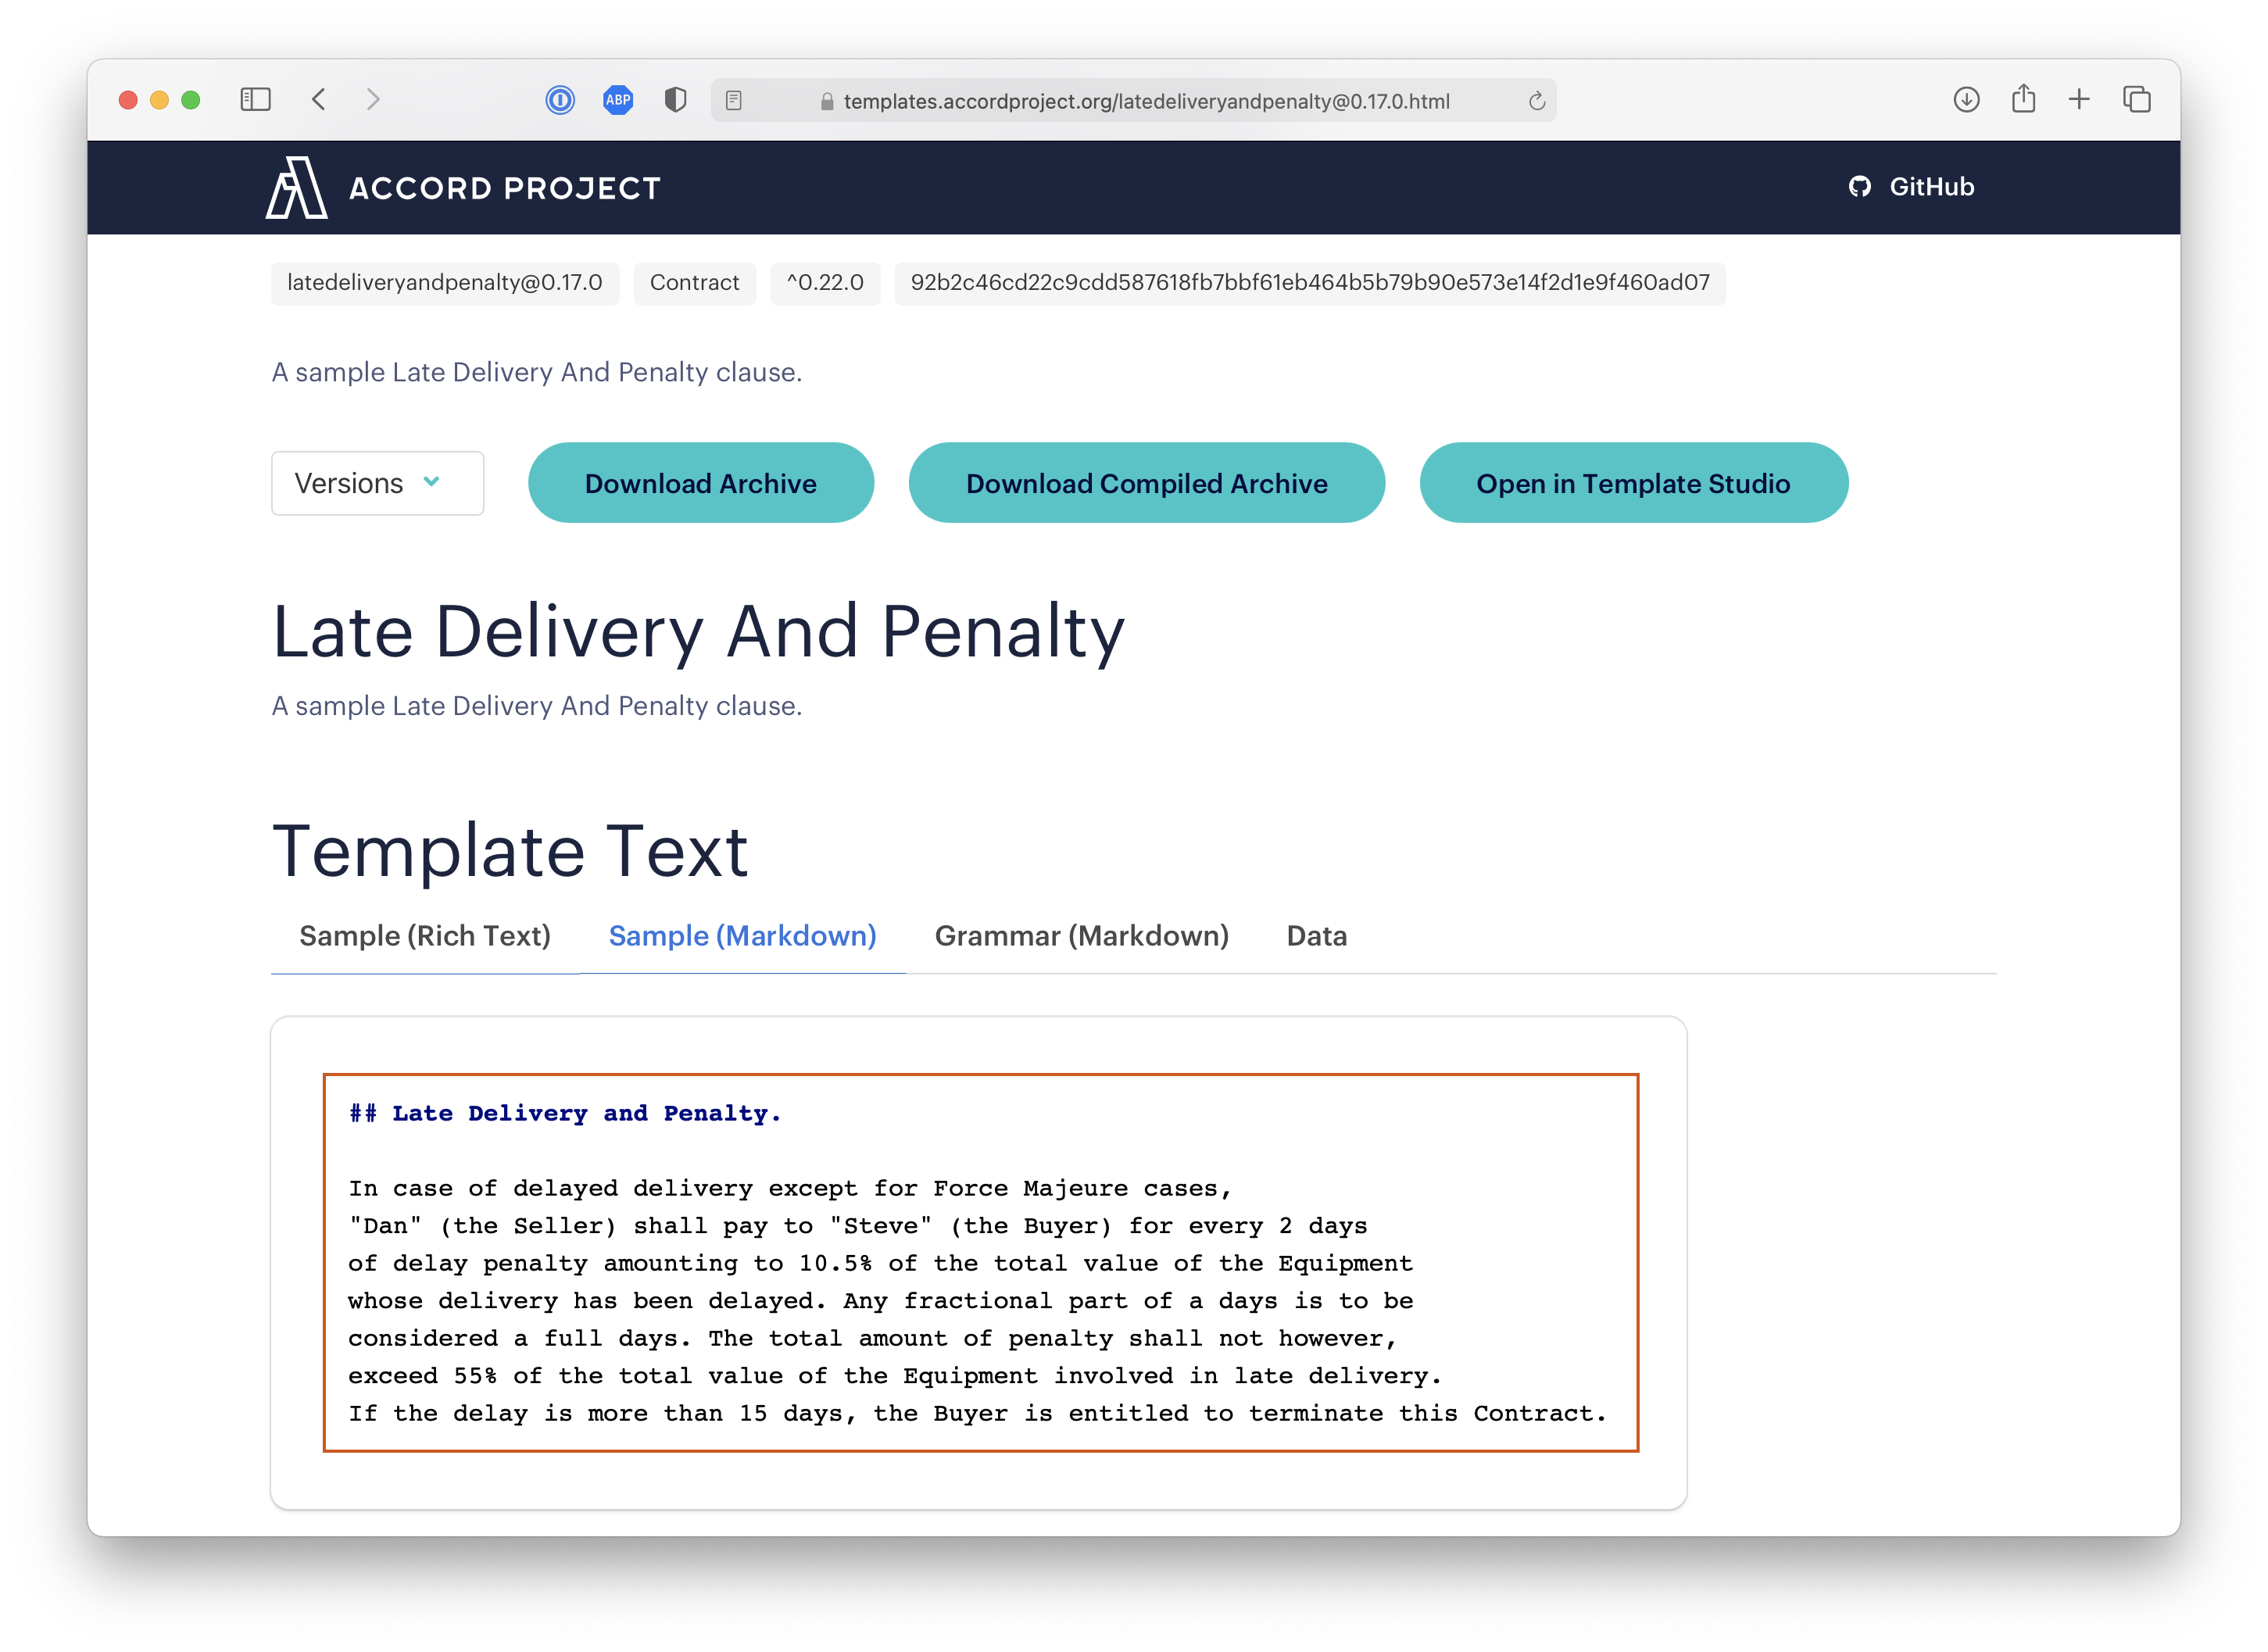 ABP
templates.accordproject.org/latedeliveryandpenalty@0.17.0.html
ACCORD PROJECT
GitHub
latedeliveryandpenalty@0.17.0 Contract ^0.22.0 92b2c46cd22c9cdd587618fb7bbf61eb464b5b79b90e573e14f2d1e9f460ad07
A sample Late Delivery And Penalty clause.
Versions Download Archive Download Compiled Archive Open in Template Studio
Late Delivery And Penalty
A sample Late Delivery And Penalty clause.
Template Text
Sample (Rich Text) Sample (Markdown) Grammar (Markdown) Data
## Late Delivery and Penalty.
In case of delayed delivery except for Force Majeure cases,
"Dan" (the Seller) shall pay to "Steve" (the Buyer) for every 2 days
of delay penalty amounting to 10.5% of the total value of the Equipment
whose delivery has been delayed. Any fractional part of a days is to be
considered a full days. The total amount of penalty shall not however,
exceed 55% of the total value of the Equipment involved in late delivery.
If the delay is more than 15 days, the Buyer is entitled to terminate this Contract.